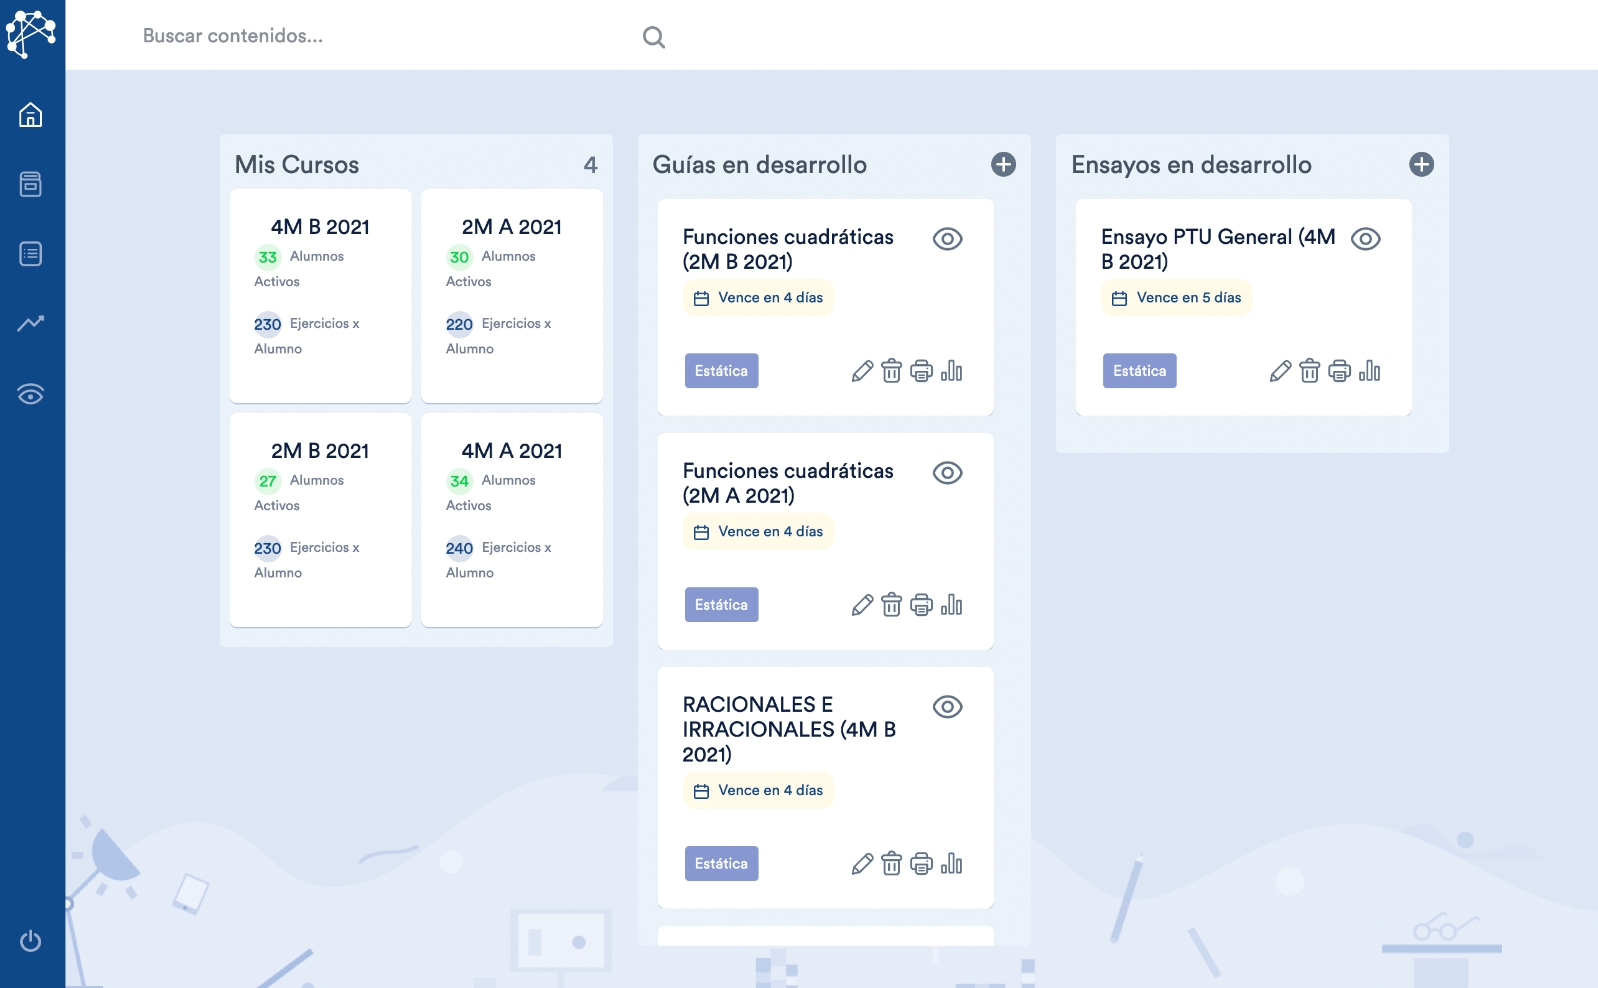 Buscar contenidos...
Mis Cursos 4
4M B 2021
33 Alumnos
Activos
230 Ejercicios x
Alumno
2M A 2021
30 Alumnos
Activos
220 Ejercicios x
Alumno
2M B 2021
27 Alumnos
Activos
230 Ejercicios x
Alumno
4M A 2021
34 Alumnos
Activos
240 Ejercicios x
Alumno
Guías en desarrollo
Funciones cuadráticas
(2M B 2021)
Vence en 4 días
Estática
Funciones cuadráticas
(2M A 2021)
Vence en 4 días
Estática
RACIONALES E
IRRACIONALES (4M B
2021)
Vence en 4 días
Estática
Ensayos en desarrollo
Ensayo PTU General (4M
B 2021)
Vence en 5 días
Estática